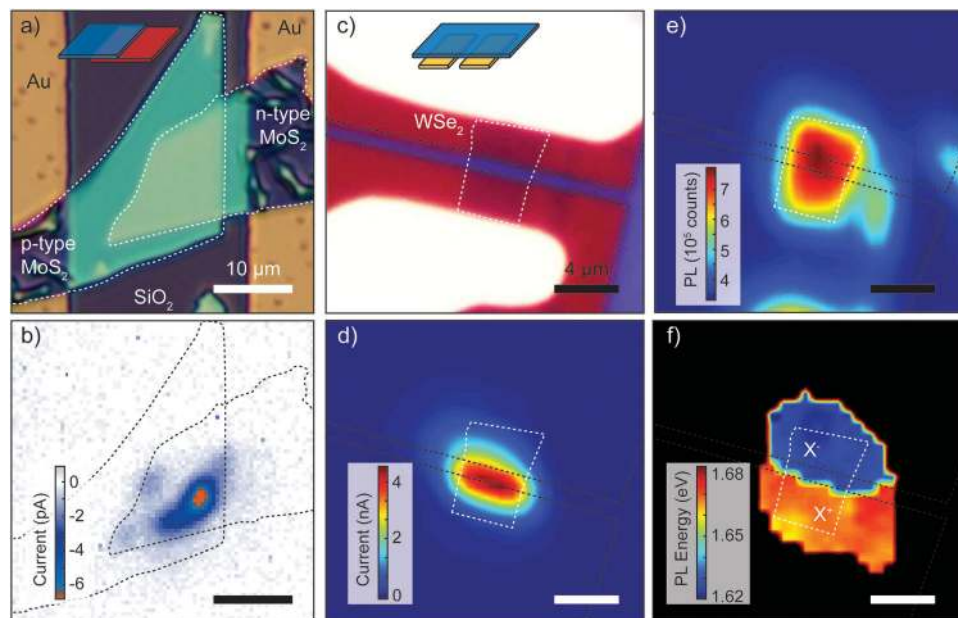 a)
Au
Au
n-type
MoS₂
p-type
MoS₂
SiO₂
10 µm
c)
WSe₂
4 µm
e)
PL (10⁵ counts)
7
6
5
4
b)
Current (pA)
0
-2
-4
-6
d)
Current (nA)
4
2
0
f)
X⁻
X⁺
PL Energy (eV)
1.68
1.65
1.62